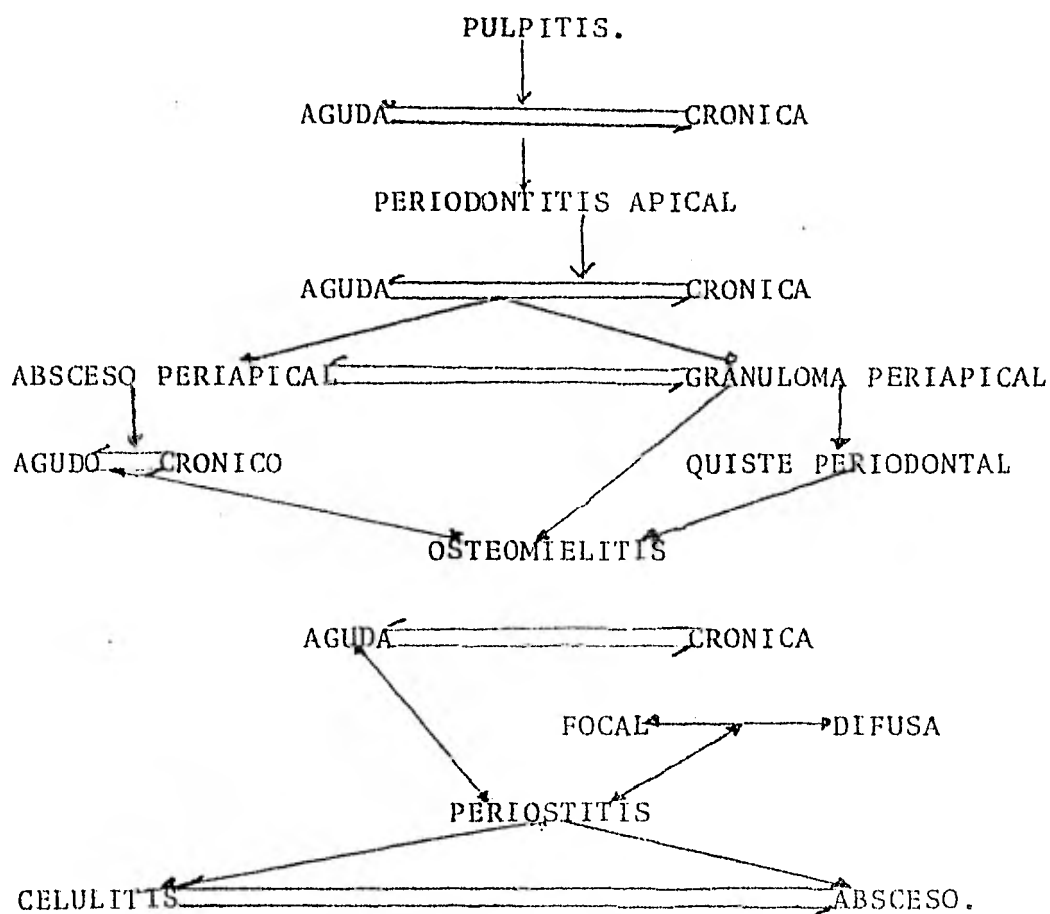 PULPITIS.
AGUDA CRONICA
PERIODONTITIS APICAL
AGUDA CRONICA
ABSCESO PERIAPICAL GRANULOMA PERIAPICAL
AGUDO CRONICO QUISTE PERIODONTAL
OSTEOMIELITIS
AGUDA CRONICA
FOCAL DIFUSA
PERIOSTITIS
CELULITIS ABSCESO.